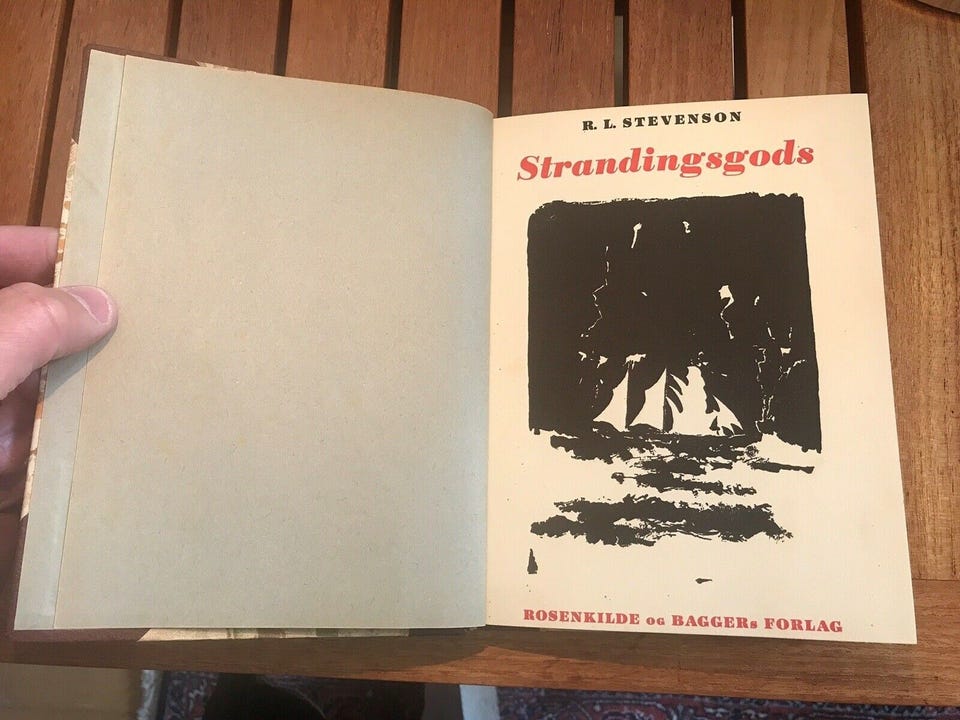 R. L. STEVENSON
Strandingsgods
ROSENKILDE OG BAGGERs FORLAG